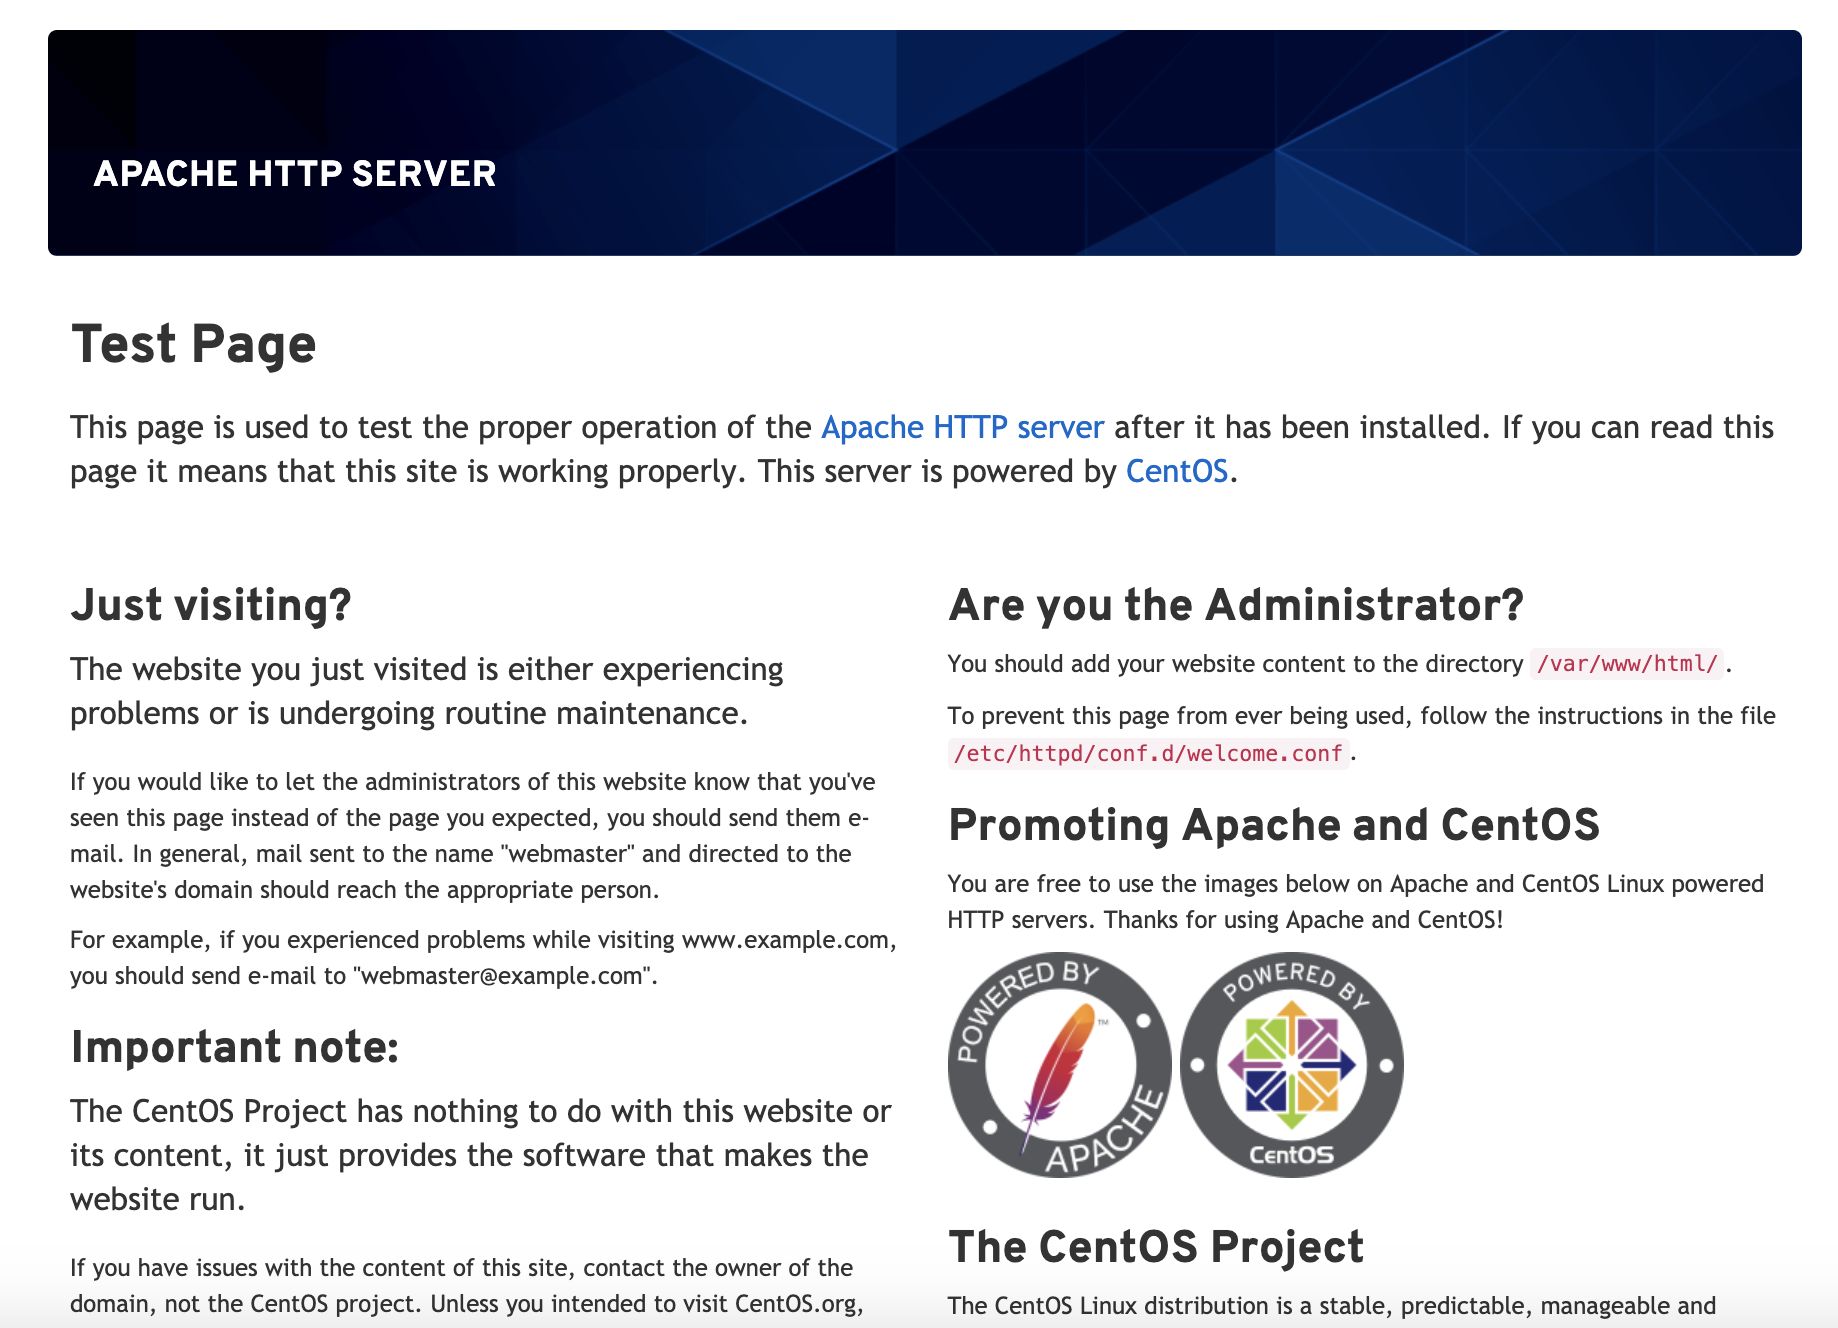 APACHE HTTP SERVER
Test Page
This page is used to test the proper operation of the Apache HTTP server after it has been installed. If you can read this
page it means that this site is working properly. This server is powered by CentOS.
Just visiting?
The website you just visited is either experiencing
problems or is undergoing routine maintenance.
If you would like to let the administrators of this website know that you've
seen this page instead of the page you expected, you should send them e-
mail. In general, mail sent to the name "webmaster" and directed to the
website's domain should reach the appropriate person.
For example, if you experienced problems while visiting www.example.com,
you should send e-mail to "webmaster@example.com".
Important note:
The CentOS Project has nothing to do with this website or
its content, it just provides the software that makes the
website run.
If you have issues with the content of this site, contact the owner of the
domain, not the CentOS project. Unless you intended to visit CentOS.org,
Are you the Administrator?
You should add your website content to the directory /var/www/html/.
To prevent this page from ever being used, follow the instructions in the file
/etc/httpd/conf.d/welcome.conf.
Promoting Apache and CentOS
You are free to use the images below on Apache and CentOS Linux powered
HTTP servers. Thanks for using Apache and CentOS!
POWERED BY
APACHE
TM
POWERED BY
CentOS
The CentOS Project
The CentOS Linux distribution is a stable, predictable, manageable and